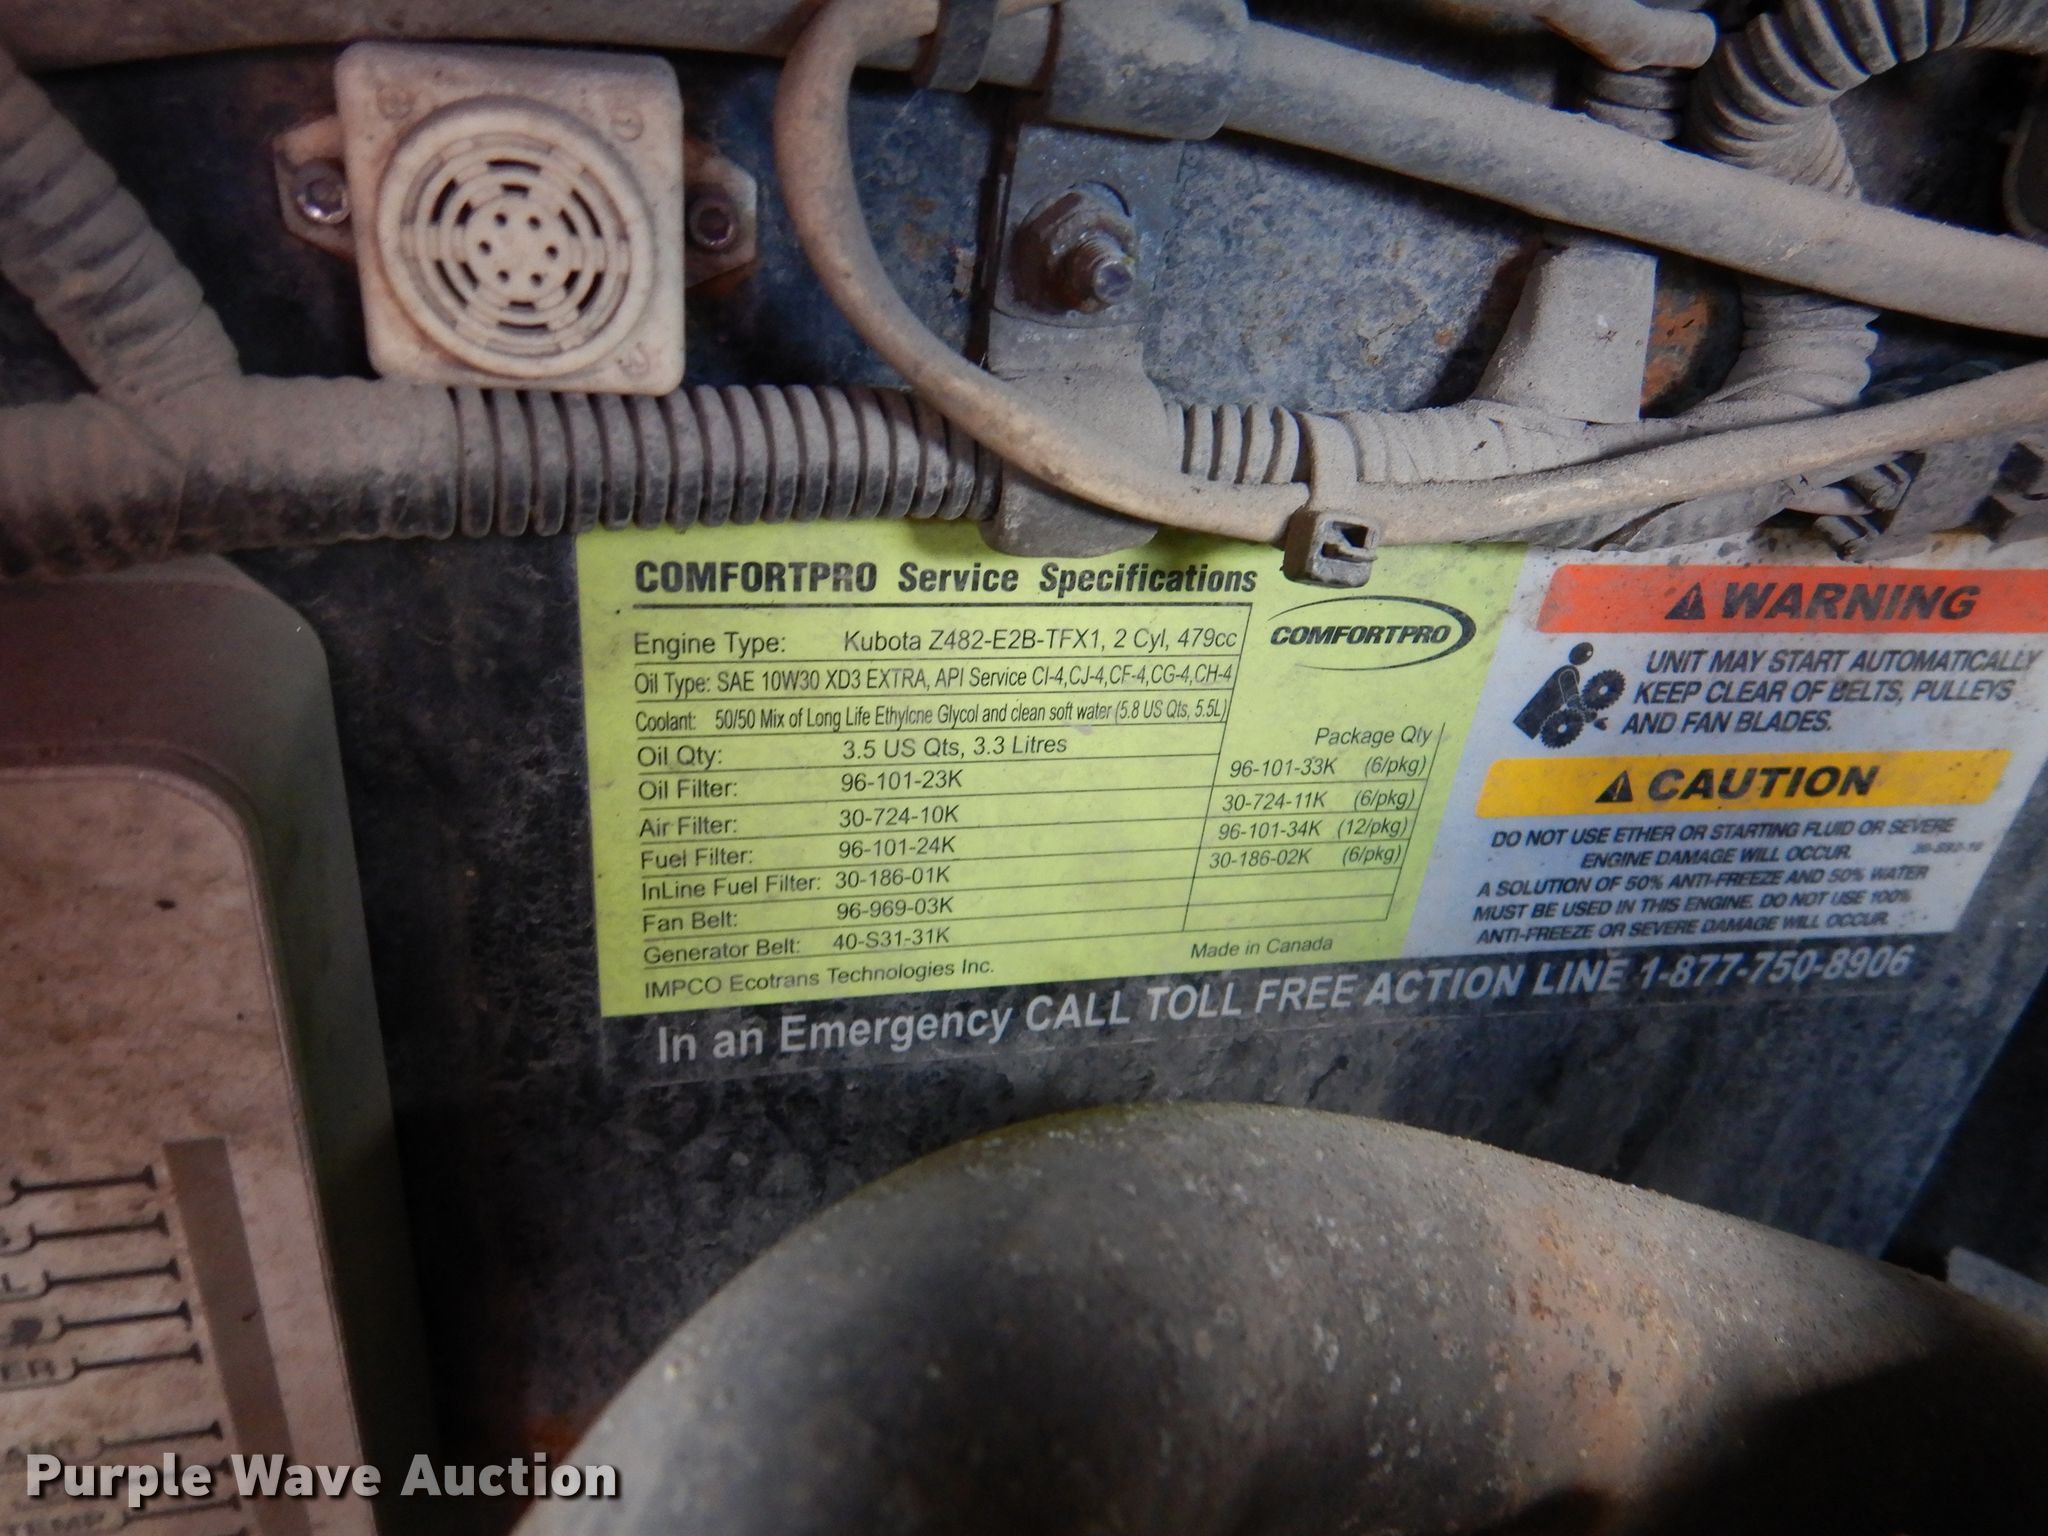 COMFORTPRO Service Specifications
COMFORTPRO
Engine Type: Kubota Z482-E2B-TFX1, 2 Cyl, 479cc
Oil Type: SAE 10W30 XD3 EXTRA, API Service CI-4,CJ-4,CF-4,CG-4,CH-4
Coolant: 50/50 Mix of Long Life Ethylene Glycol and clean soft water (5.8 US Qts, 5.5L)
Oil Qty: 3.5 US Qts, 3.3 Litres Package Qty
Oil Filter: 96-101-23K 96-101-33K (6/pkg)
Air Filter: 30-724-10K 30-724-11K (6/pkg)
Fuel Filter: 96-101-24K 96-101-34K (12/pkg)
InLine Fuel Filter: 30-186-01K 30-186-02K (6/pkg)
Fan Belt: 96-969-03K
Generator Belt: 40-S31-31K
IMPCO Ecotrans Technologies Inc. Made in Canada
WARNING
UNIT MAY START AUTOMATICALLY
KEEP CLEAR OF BELTS, PULLEYS
AND FAN BLADES.
CAUTION
DO NOT USE ETHER OR STARTING FLUID OR SEVERE
ENGINE DAMAGE WILL OCCUR.
A SOLUTION OF 50% ANTI-FREEZE AND 50% WATER
MUST BE USED IN THIS ENGINE. DO NOT USE 100%
ANTI-FREEZE OR SEVERE DAMAGE WILL OCCUR.
In an Emergency CALL TOLL FREE ACTION LINE 1-877-750-8906
TEMP
Purple Wave Auction